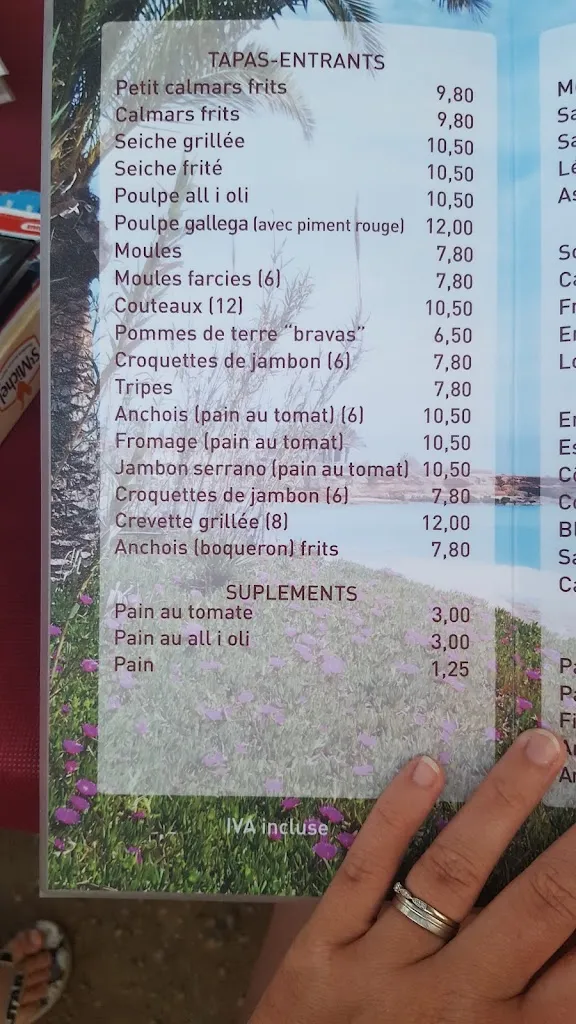 TAPAS-ENTRANTS
Petit calmars frits 9,80
Calmars frits 9,80
Seiche grillée 10,50
Seiche frité 10,50
Poulpe all i oli 10,50
Poulpe gallega (avec piment rouge) 12,00
Moules 7,80
Moules farcies (6) 7,80
Couteaux (12) 10,50
Pommes de terre "bravas" 6,50
Croquettes de jambon (6) 7,80
Tripes 7,80
Anchois (pain au tomat) (6) 10,50
Fromage (pain au tomat) 10,50
Jambon serrano (pain au tomat) 10,50
Croquettes de jambon (6) 7,80
Crevette grillée (8) 12,00
Anchois (boqueron) frits 7,80
SUPLEMENTS
Pain au tomate 3,00
Pain au all i oli 3,00
Pain 1,25
IVA incluse
St Michel